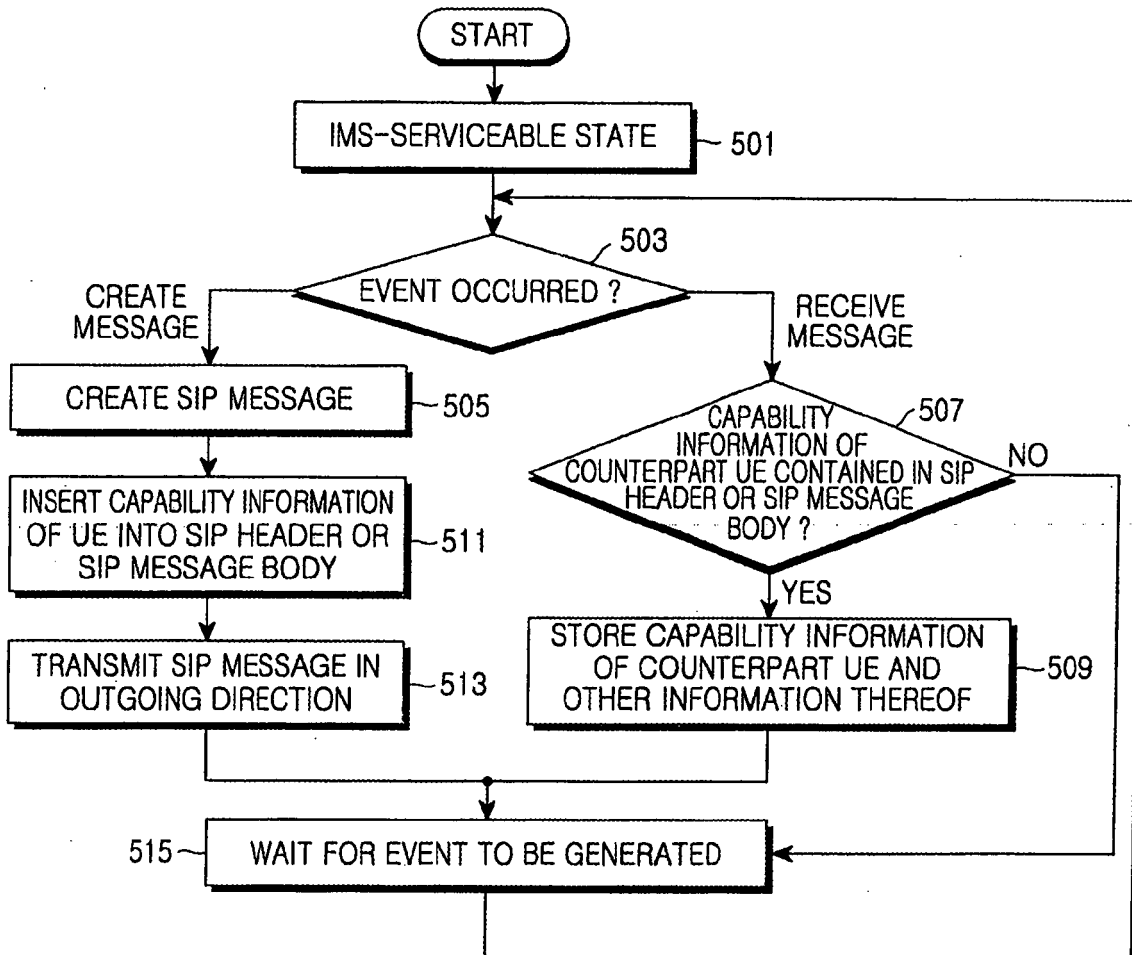 START
IMS-SERVICEABLE STATE
501
503
EVENT OCCURRED ?
CREATE
MESSAGE
RECEIVE
MESSAGE
CREATE SIP MESSAGE
505
507
CAPABILITY
INFORMATION OF
COUNTERPART UE CONTAINED IN SIP
HEADER OR SIP MESSAGE
BODY ?
NO
INSERT CAPABILITY INFORMATION
OF UE INTO SIP HEADER OR
SIP MESSAGE BODY
511
YES
TRANSMIT SIP MESSAGE IN
OUTGOING DIRECTION
513
STORE CAPABILITY INFORMATION
OF COUNTERPART UE AND
OTHER INFORMATION THEREOF
509
515
WAIT FOR EVENT TO BE GENERATED